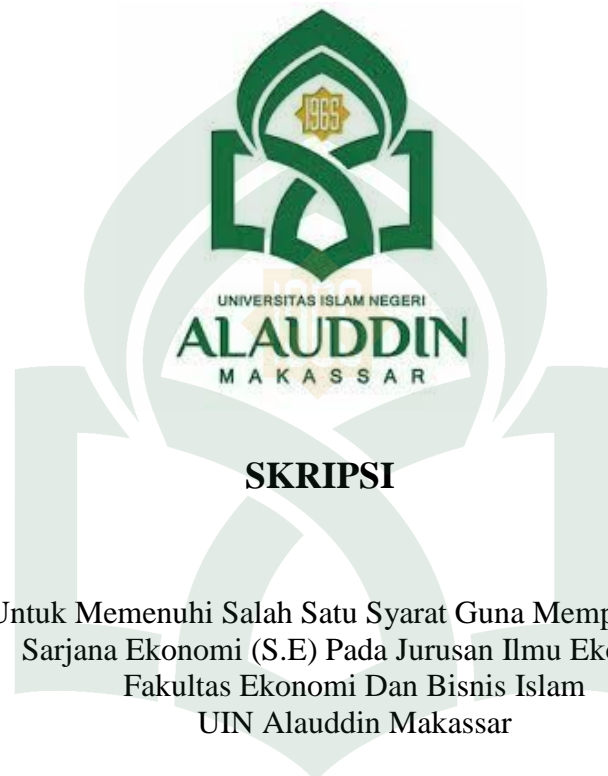 1965
UNIVERSITAS ISLAM NEGERI
ALAUDDIN
MAKASSAR
SKRIPSI
Untuk Memenuhi Salah Satu Syarat Guna
Sarjana Ekonomi (S.E) Pada Jurusan Ilmu
Fakultas Ekonomi Dan Bisnis Islam
UIN Alauddin Makassar